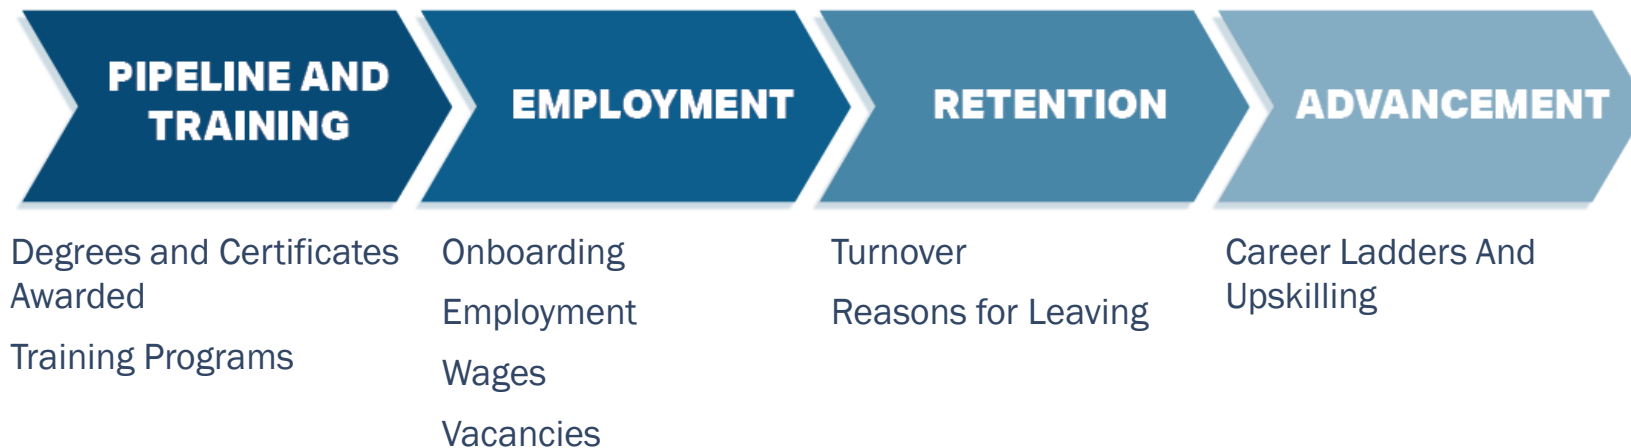 PIPELINE AND
TRAINING
EMPLOYMENT
RETENTION
ADVANCEMENT
Degrees and Certificates
Awarded
Training Programs
Onboarding
Employment
Wages
Vacancies
Turnover
Reasons for Leaving
Career Ladders And
Upskilling